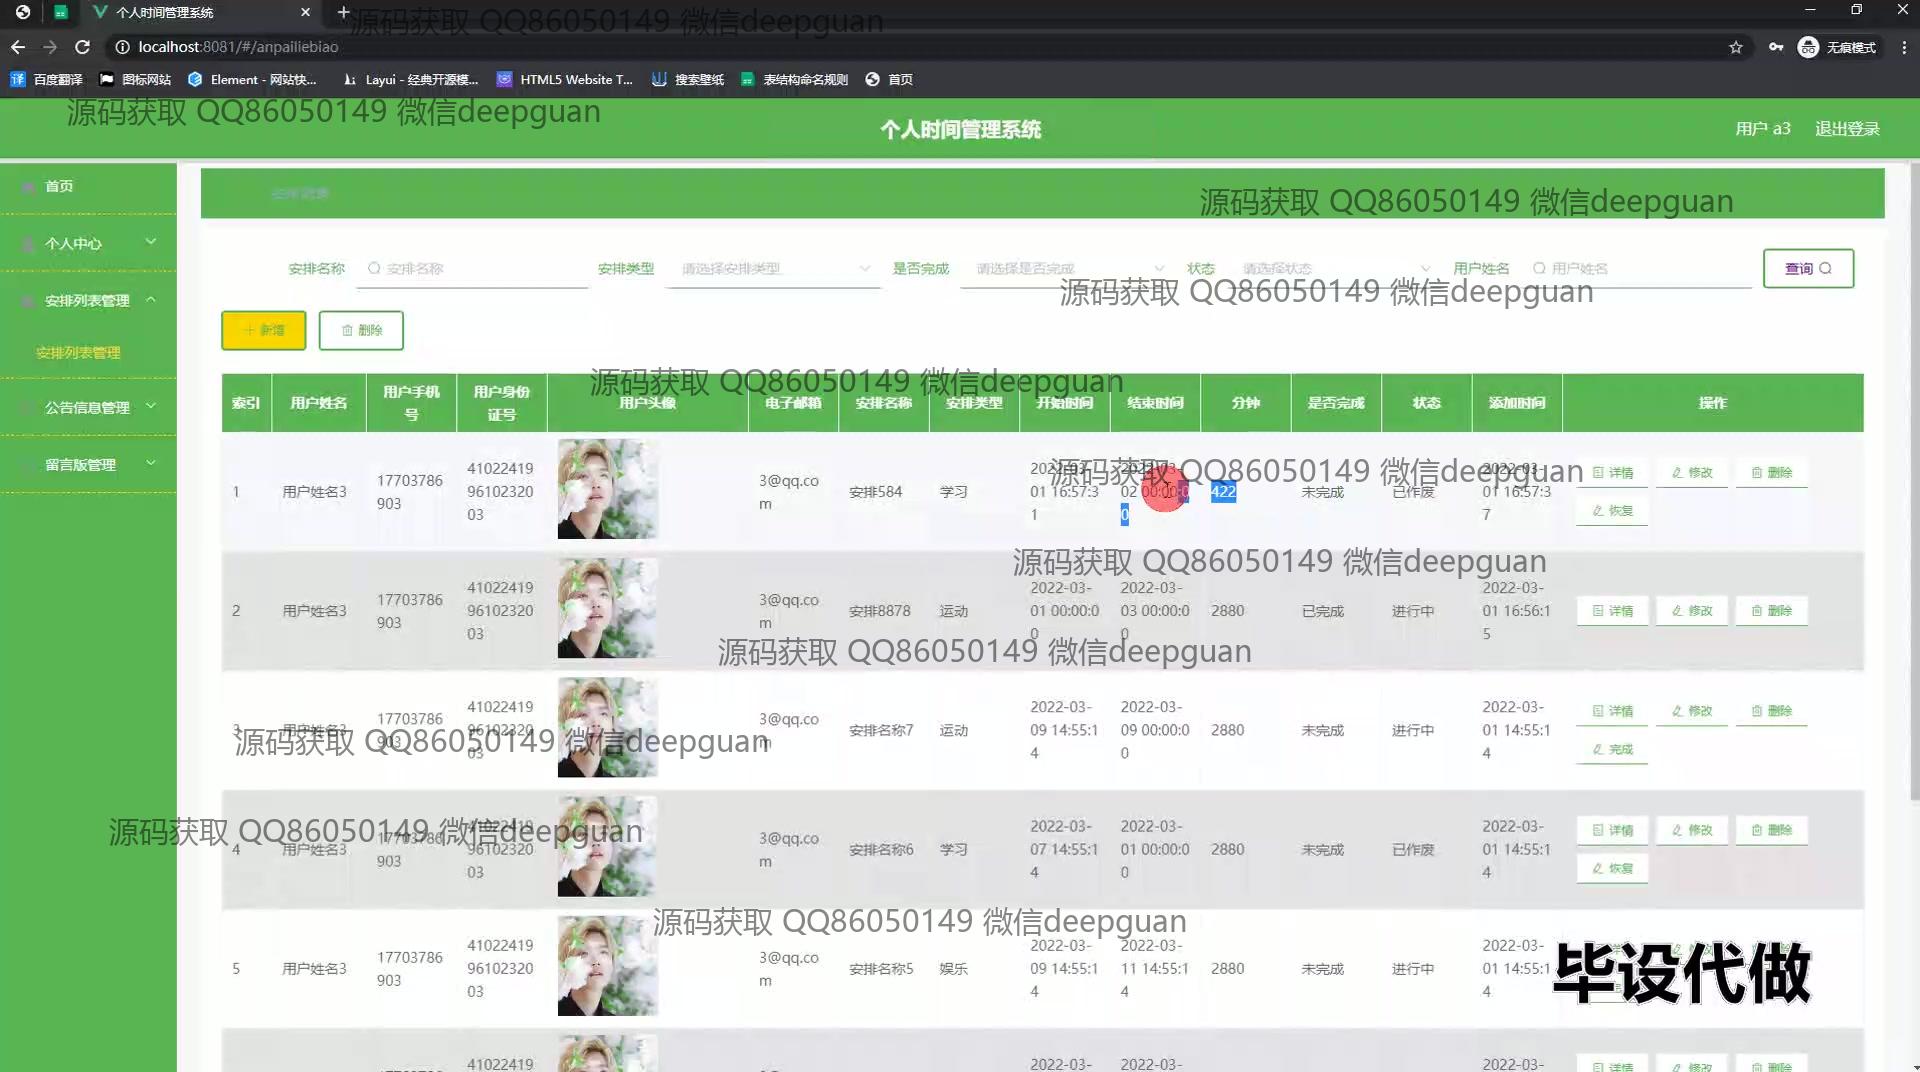 个人时间管理系统
localhost:8081/#/anpailiebiao
无痕模式
百度翻译
图标网站
Element - 网站快...
Layui - 经典开源模...
HTML5 Website T...
搜索壁纸
表结构命名规则
首页
源码获取 QQ86050149 微信deepguan
源码获取 QQ86050149 微信deepguan
个人时间管理系统
用户 a3
退出登录
首页
个人中心
安排列表管理
安排列表管理
公告信息管理
留言版管理
源码获取 QQ86050149 微信deepguan
安排名称
安排名称
安排类型
请选择安排类型
是否完成
请选择是否完成
状态
请选择状态
用户姓名
用户姓名
查询
源码获取 QQ86050149 微信deepguan
新增
删除
源码获取 QQ86050149 微信deepguan
索引 用户姓名 用户手机号 用户身份证号 用户头像 电子邮箱 安排名称 安排类型 开始时间 结束时间 分钟 是否完成 状态 添加时间 操作
源码获取 QQ86050149 微信deepguan
1 用户姓名3 17703786903 410224199610232003 3@qq.com 安排584 学习 2022-03-01 16:57:31 2022-03-02 00:00:00 422 未完成 已作废 2022-03-01 16:57:37 详情 修改 删除 恢复
源码获取 QQ86050149 微信deepguan
2 用户姓名3 17703786903 410224199610232003 3@qq.com 安排8878 运动 2022-03-01 00:00:00 2022-03-03 00:00:00 2880 已完成 进行中 2022-03-01 16:56:15 详情 修改 删除
源码获取 QQ86050149 微信deepguan
3 用户姓名3 17703786903 410224199610232003 3@qq.com 安排名称7 运动 2022-03-09 14:55:14 2022-03-09 00:00:00 2880 未完成 进行中 2022-03-01 14:55:14 详情 修改 删除 完成
源码获取 QQ86050149 微信deepguan
4 用户姓名3 17703786903 410224199610232003 3@qq.com 安排名称6 学习 2022-03-07 14:55:14 2022-03-01 00:00:00 2880 未完成 已作废 2022-03-01 14:55:14 详情 修改 删除 恢复
源码获取 QQ86050149 微信deepguan
源码获取 QQ86050149 微信deepguan
5 用户姓名3 17703786903 410224199610232003 3@qq.com 安排名称5 娱乐 2022-03-09 14:55:14 2022-03-11 14:55:14 2880 未完成 进行中 2022-03-01 14:55:14
毕设代做
41022419 2022-03- 2022-03- 2022-03- 详情 修改 删除